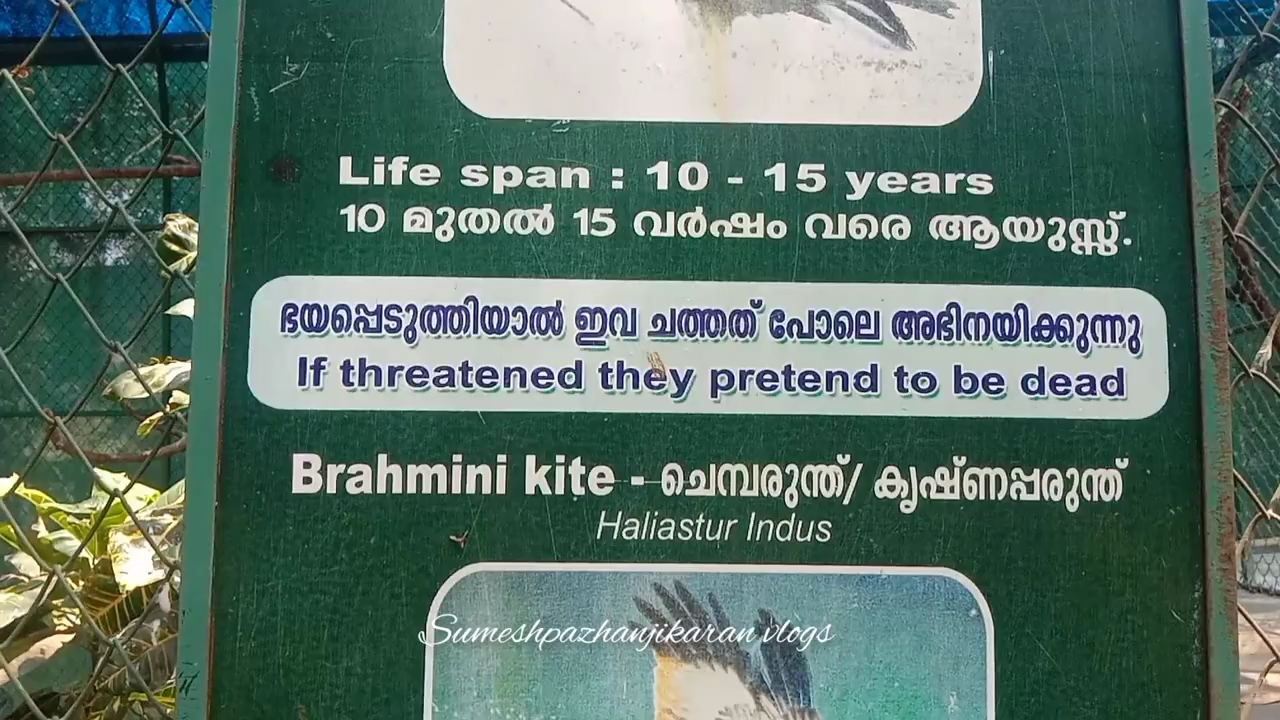 Life span : 10 - 15 years
10 മുതൽ 15 വർഷം വരെ ആയുസ്സ്.
ഭയപ്പെടുത്തിയാൽ ഇവ ചത്തത് പോലെ അഭിനയിക്കുന്നു
If threatened they pretend to be dead
Brahmini kite - ചെമ്പരുന്ത്/ കൃഷ്ണപ്പരുന്ത്
Haliastur Indus
Sumeshpazhanjikaran vlogs